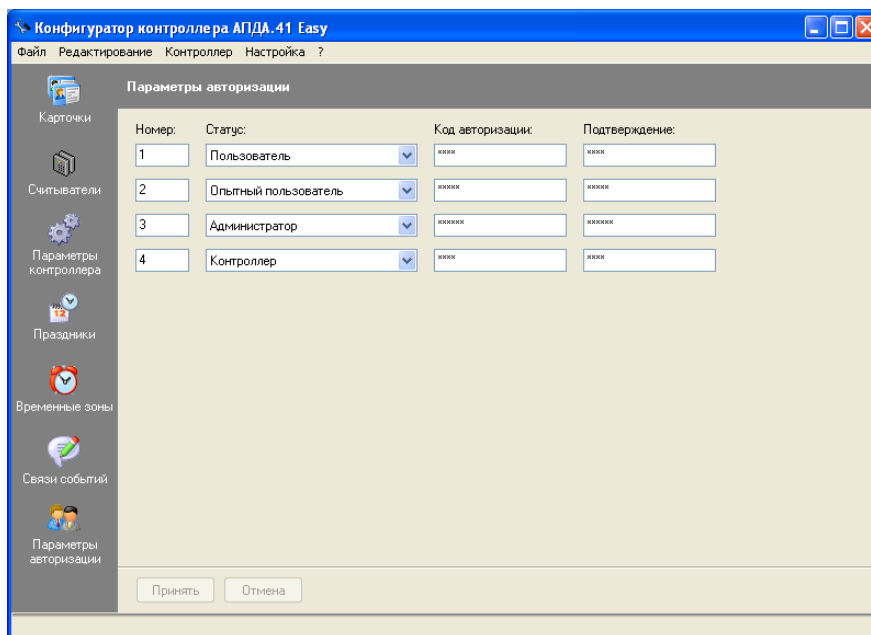 Конфигуратор контроллера АПДА.41 Easy
Файл Редактирование Контроллер Настройка ?
Карточки
Считыватели
Параметры
контроллера
Праздники
Временные зоны
Связи событий
Параметры
авторизации
Параметры авторизации
Номер: Статус: Код авторизации: Подтверждение:
1 Пользователь **** ****
2 Опытный пользователь ***** *****
3 Администратор ****** ******
4 Контроллер **** ****
Принять Отмена